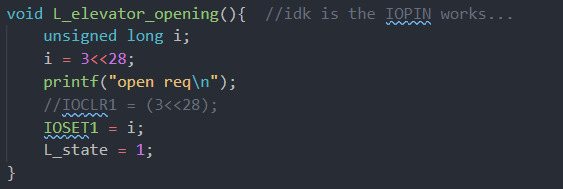 void L_elevator_opening(){  //idk is the IOPIN works...
    unsigned long i;
    i = 3<<28;
    printf("open req\n");
    //IOCLR1 = (3<<28);
    IOSET1 = i;
    L_state = 1;
}